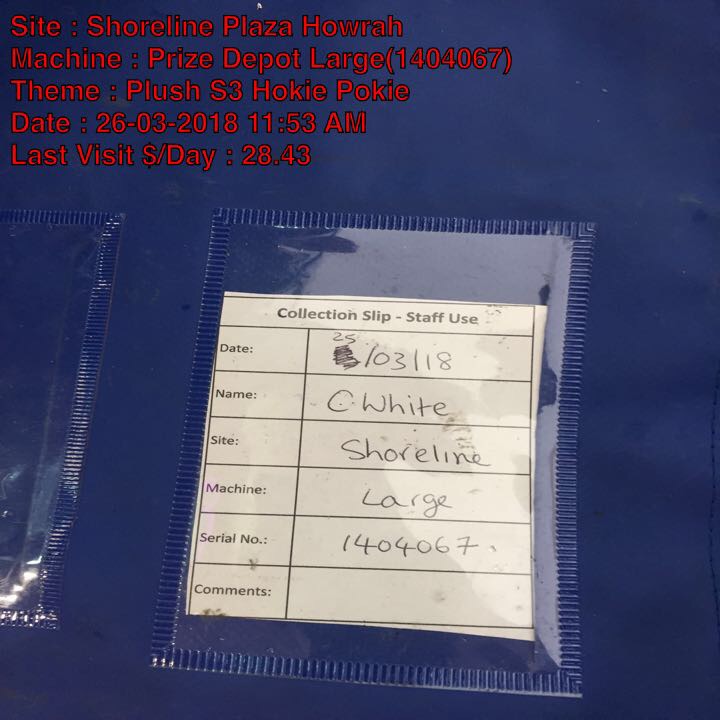 Site : Shoreline Plaza Howrah
Machine : Prize Depot Large(1404067)
Theme : Plush S3 Hokie Pokie
Date : 26-03-2018 11:53 AM
Last Visit $/Day : 28.43
Collection Slip - Staff Use
Date: 25/03/18
Name: C White
Site: Shoreline
Machine: Large
Serial No.: 1404067.
Comments: